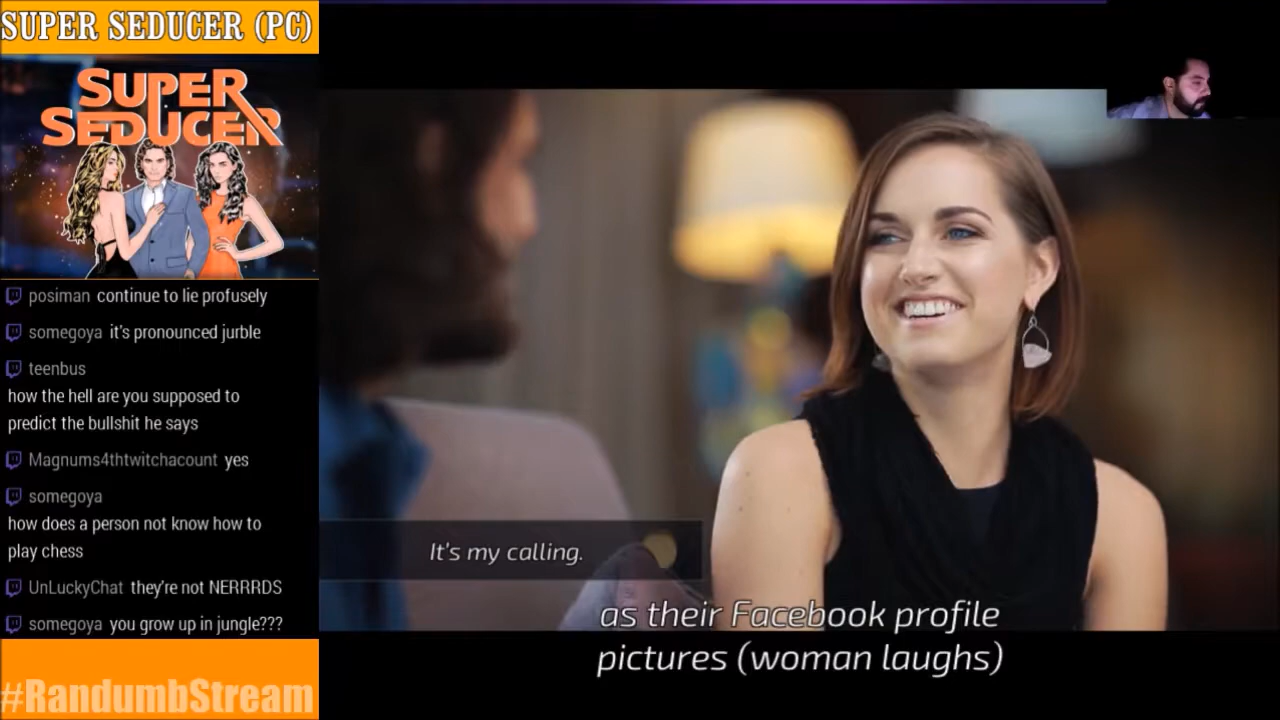 SUPER SEDUCER (PC)
SUPER
SEDUCER
posiman continue to lie profusely
somegoya it's pronounced jurble
teenbus
how the hell are you supposed to
predict the bullshit he says
Magnums4thtwitchacount yes
somegoya
how does a person not know how to
play chess
UnLuckyChat they're not NERRRDS
somegoya you grow up in jungle???
#RandumbStream
It's my calling.
as their Facebook profile
pictures (woman laughs)